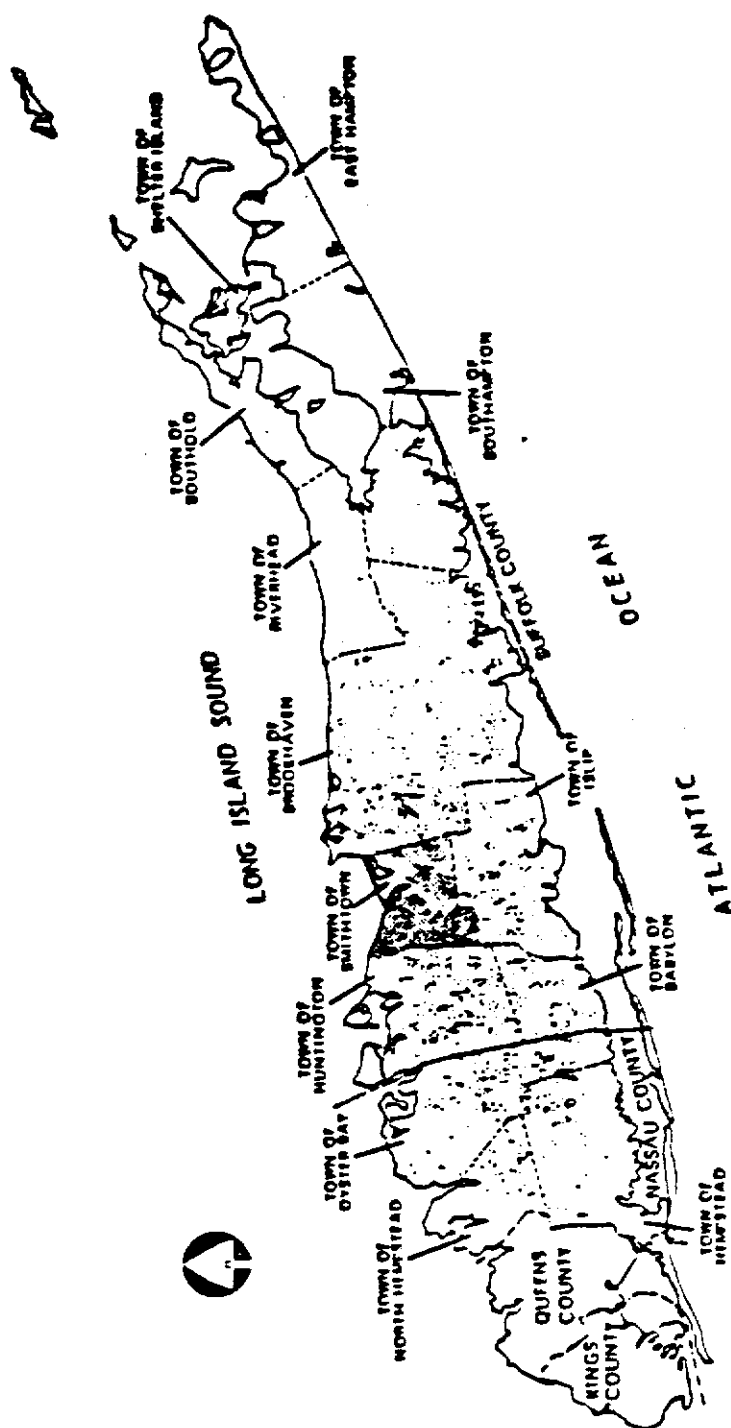 LONG ISLAND SOUND
TOWN OF
SHELTER ISLAND
TOWN OF
EAST HAMPTON
TOWN OF
SOUTHOLD
TOWN OF
SOUTHAMPTON
TOWN OF
RIVERHEAD
SUFFOLK COUNTY
OCEAN
TOWN OF
BROOKHAVEN
TOWN OF
ISLIP
TOWN OF
SMITHTOWN
ATLANTIC
TOWN OF
HUNTINGTON
TOWN OF
BABYLON
TOWN OF
OYSTER BAY
NASSAU COUNTY
TOWN OF
NORTH HEMPSTEAD
TOWN OF
HEMPSTEAD
QUEENS
COUNTY
KINGS
COUNTY